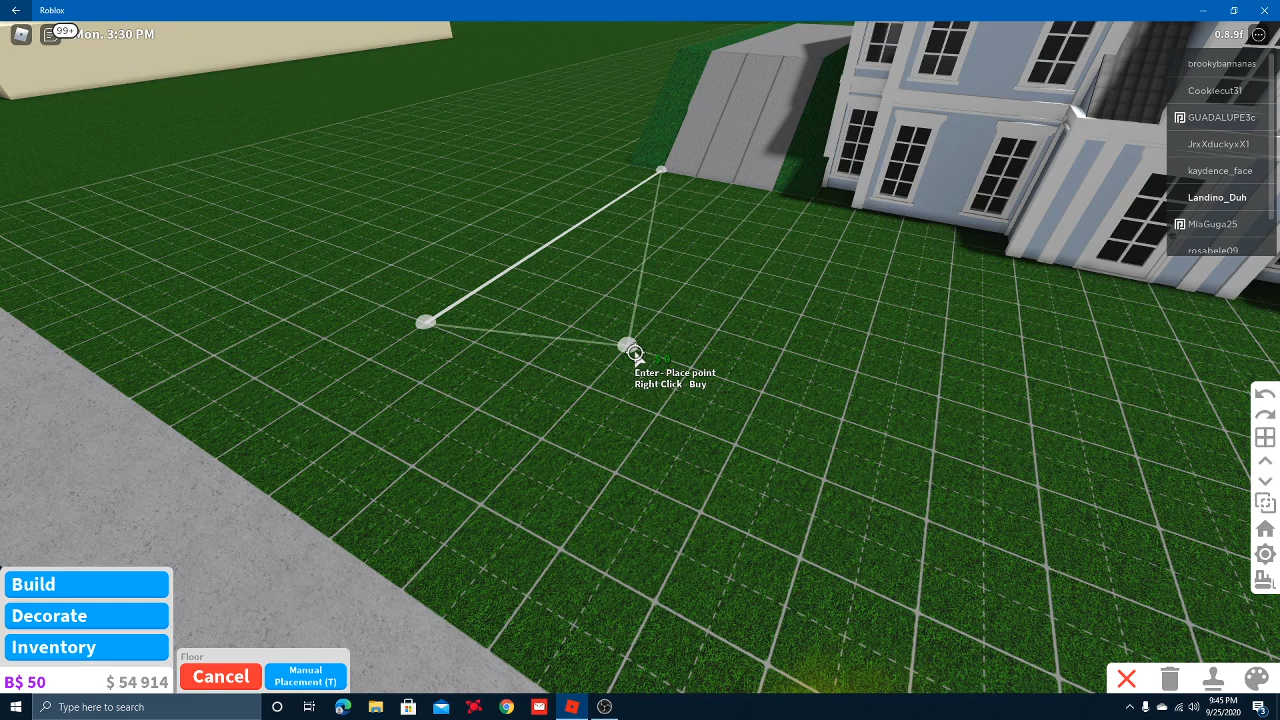 Roblox
99+
Mon. 3:30 PM
0.8.9f
brookybannanas
Cookiecut31
GUADALUPE3c
JrxXduckyxX1
kaydence_face
Landino_Duh
MiaGuga25
rosabele09
Enter - Place point
Right Click - Buy
Build
Decorate
Inventory
B$ 50
$ 54 914
Floor
Cancel
Manual
Placement (T)
Type here to search
9:45 PM
9/25/2020
3